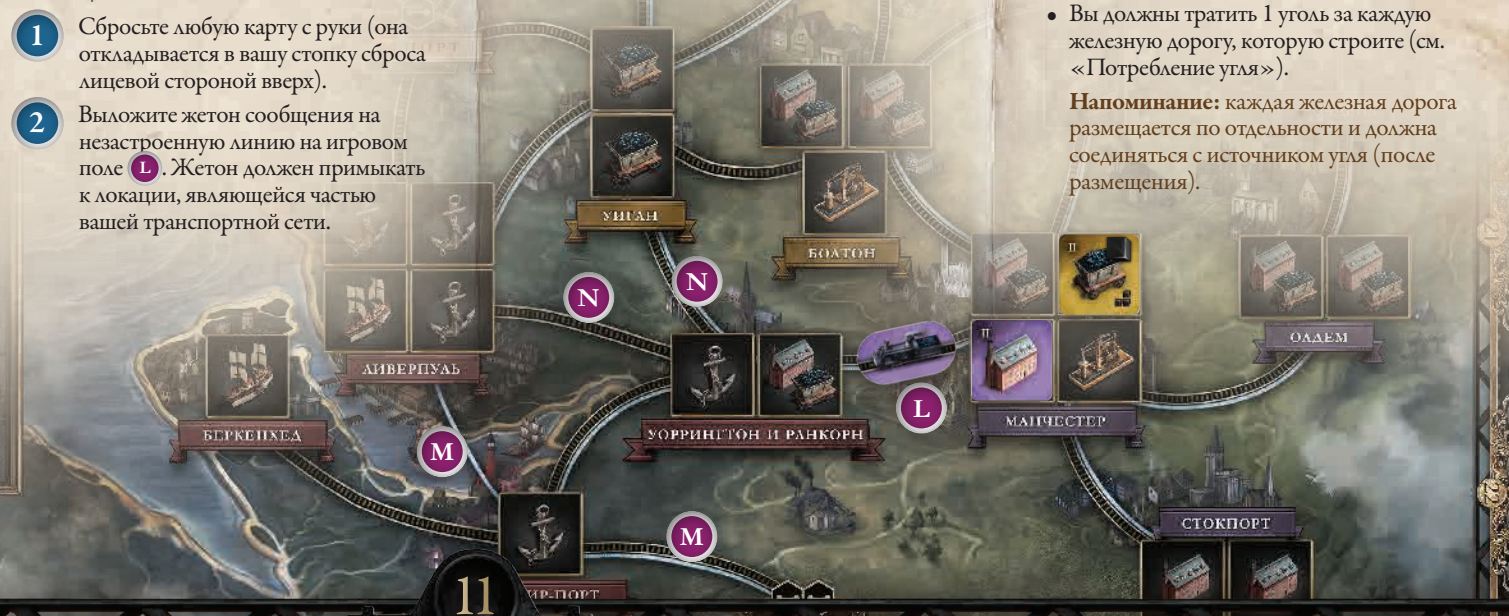 1
Сбросьте любую карту с руки (она
откладывается в вашу стопку сброса
лицевой стороной вверх).
2
Выложите жетон сообщения на
незастроенную линию на игровом
поле L. Жетон должен примыкать
к локации, являющейся частью
вашей транспортной сети.
• Вы должны тратить 1 уголь за каждую
железную дорогу, которую строите (см.
«Потребление угля»).
Напоминание: каждая железная дорога
размещается по отдельности и должна
соединяться с источником угля (после
размещения).
УИГАН
БОЛТОН
II
N
N
II
ОЛДЕМ
ЛИВЕРПУЛЬ
L
МАНЧЕСТЕР
БЕРКЕНХЕД
УОРРИНГТОН И РАНКОРН
M
СТОКПОРТ
M
11
ИР-ПОРТ